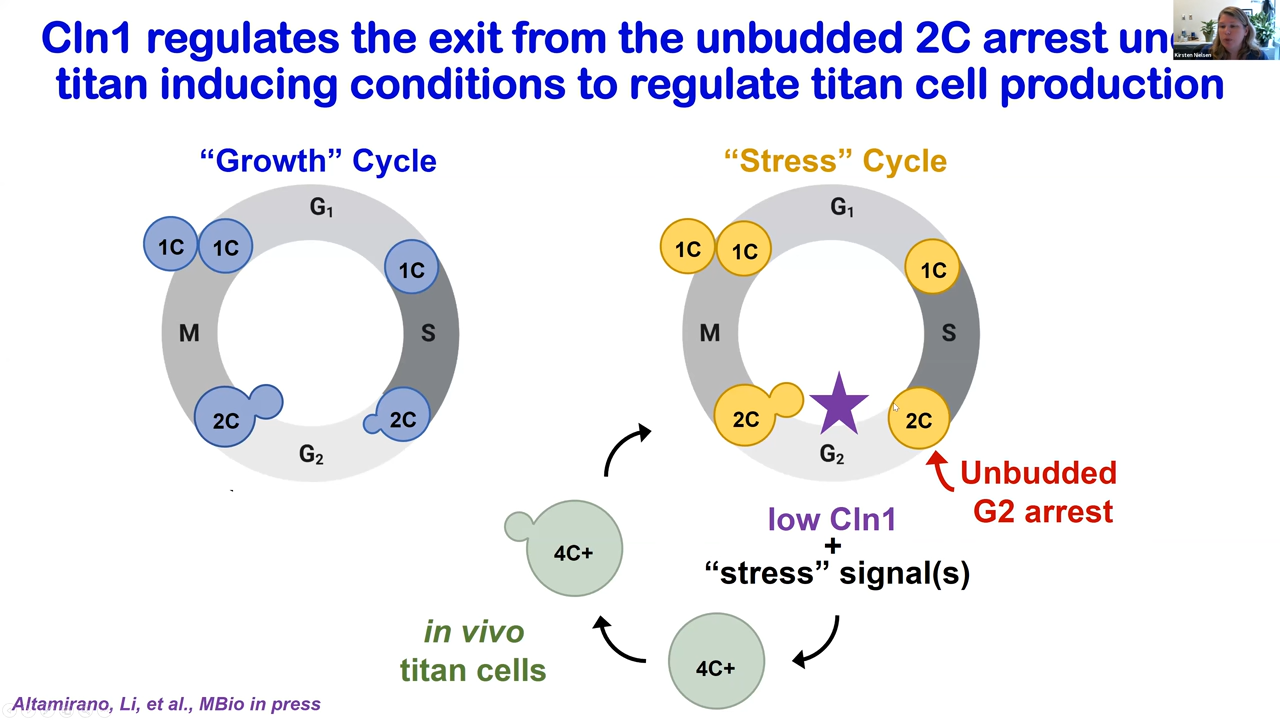 Cln1 regulates the exit from the unbudded 2C arrest un
titan inducing conditions to regulate titan cell production
Kirsten Nielsen
“Growth” Cycle
G₁
1C
1C
1C
M
S
2C
2C
G₂
“Stress” Cycle
G₁
1C
1C
1C
M
S
2C
2C
G₂
Unbudded
G2 arrest
low Cln1
+
“stress” signal(s)
4C+
in vivo
titan cells
4C+
Altamirano, Li, et al., MBio in press